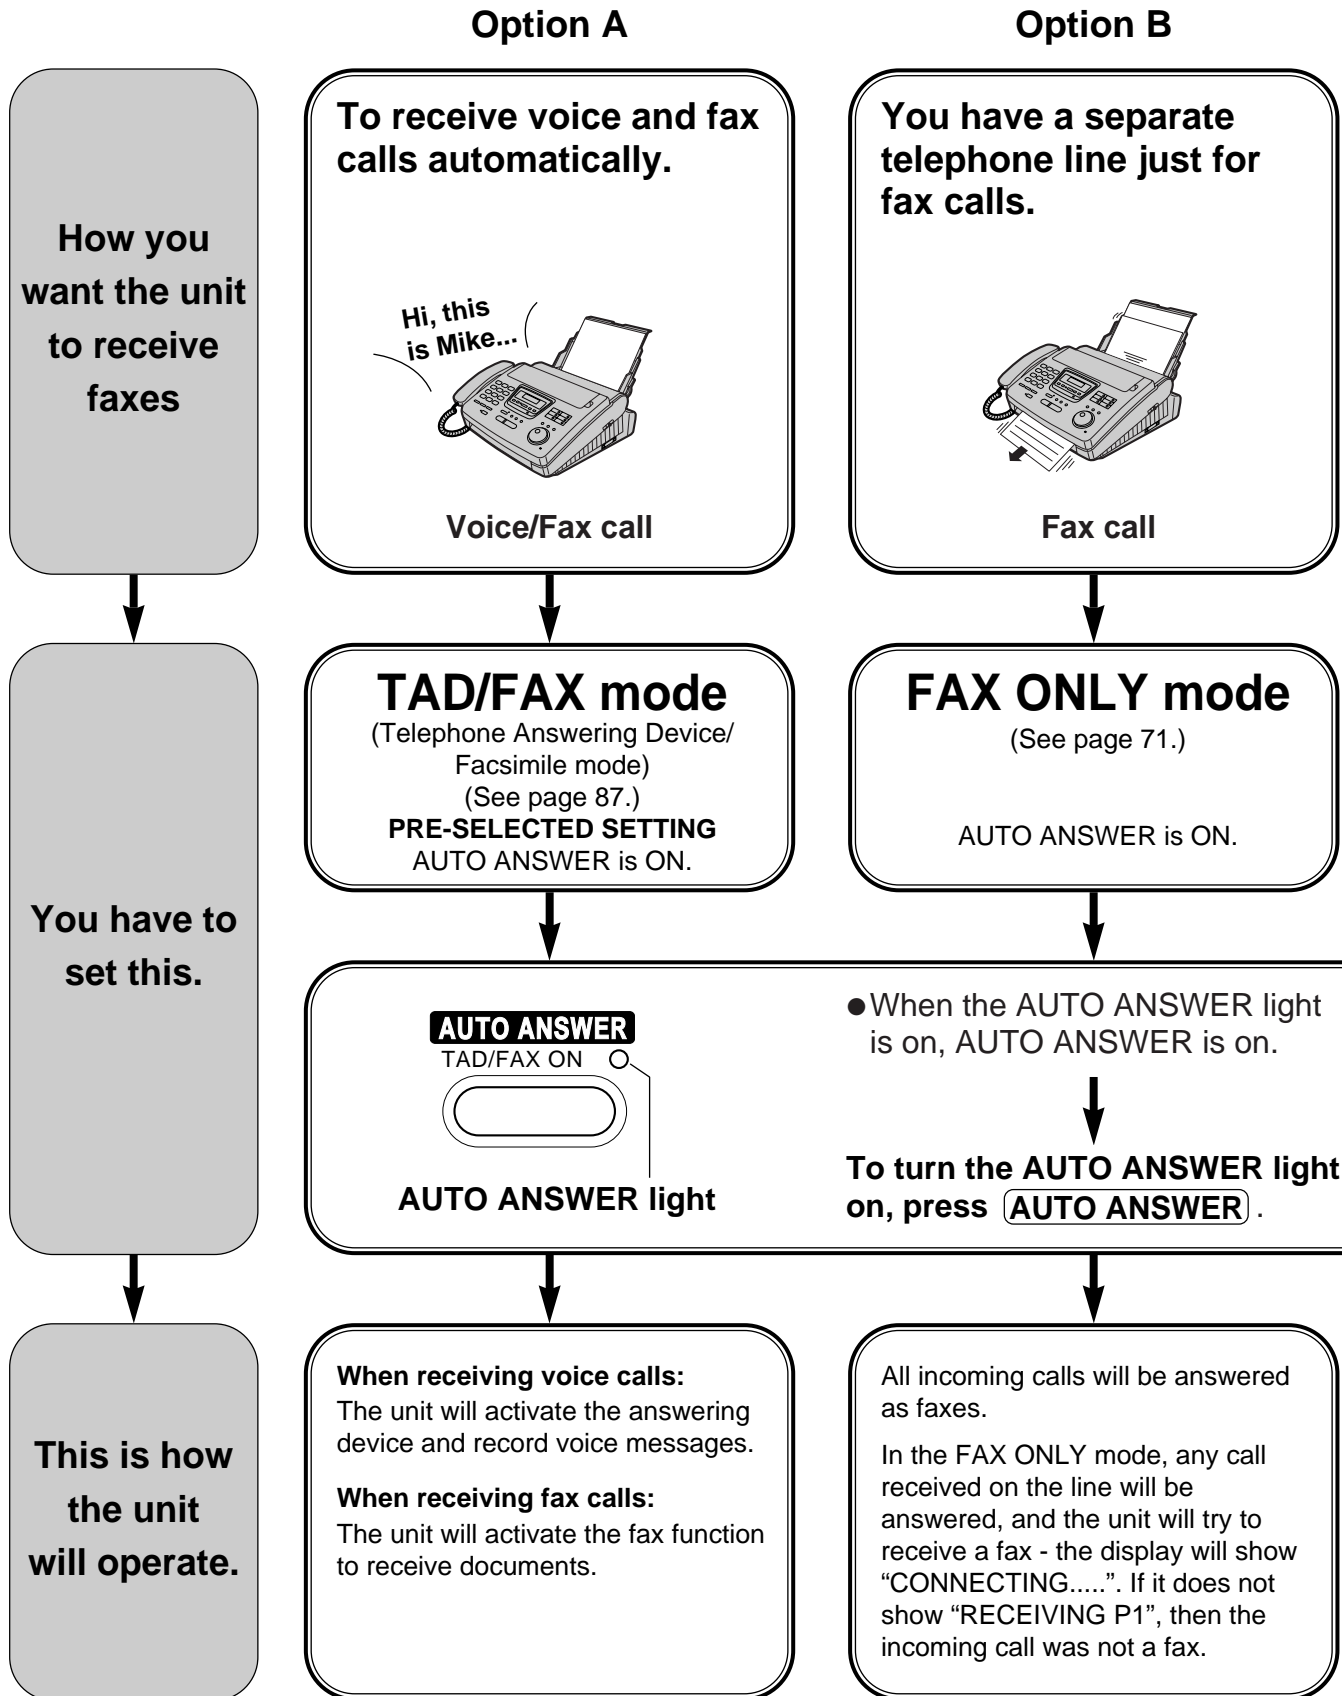 Option A
Option B
How you
want the unit
to receive
faxes
To receive voice and fax
calls automatically.
Hi, this
is Mike...
Voice/Fax call
You have a separate
telephone line just for
fax calls.
Fax call
You have to
set this.
TAD/FAX mode
(Telephone Answering Device/
Facsimile mode)
(See page 87.)
PRE-SELECTED SETTING
AUTO ANSWER is ON.
FAX ONLY mode
(See page 71.)
AUTO ANSWER is ON.
AUTO ANSWER
TAD/FAX ON
AUTO ANSWER light
●When the AUTO ANSWER light
is on, AUTO ANSWER is on.
To turn the AUTO ANSWER light
on, press AUTO ANSWER .
This is how
the unit
will operate.
When receiving voice calls:
The unit will activate the answering
device and record voice messages.
When receiving fax calls:
The unit will activate the fax function
to receive documents.
All incoming calls will be answered
as faxes.
In the FAX ONLY mode, any call
received on the line will be
answered, and the unit will try to
receive a fax - the display will show
“CONNECTING.....”. If it does not
show “RECEIVING P1”, then the
incoming call was not a fax.